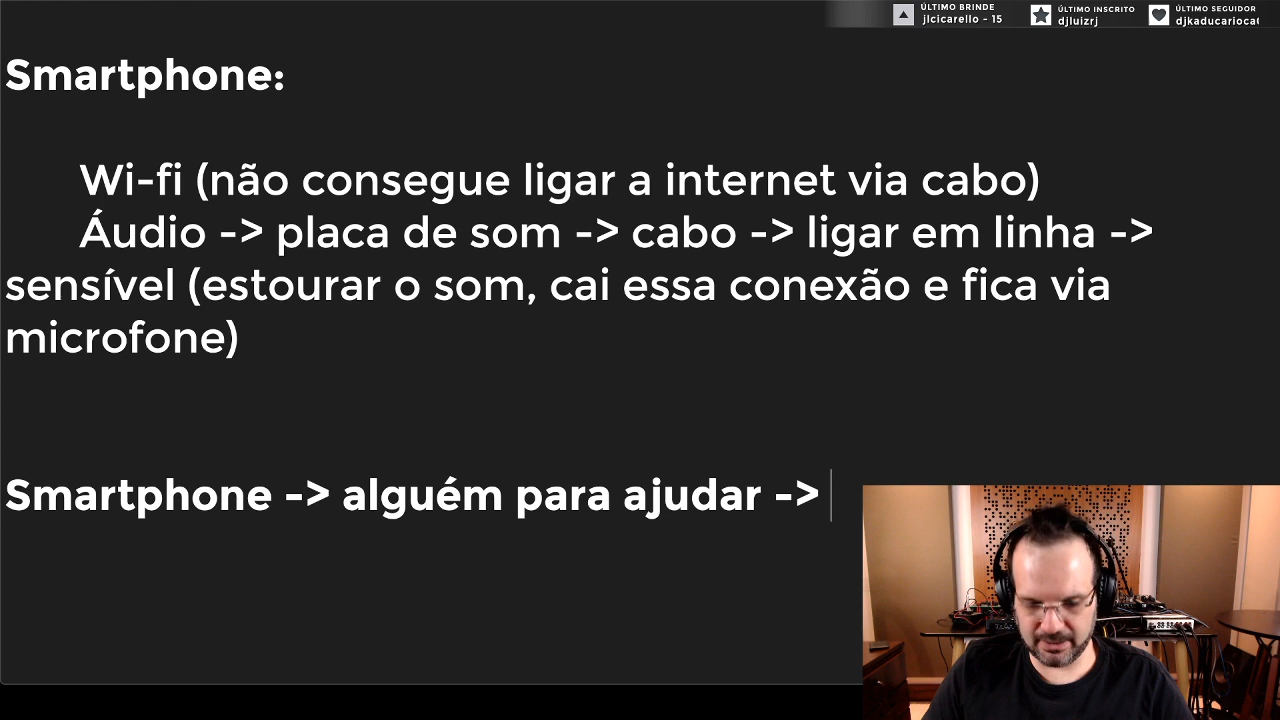 ÚLTIMO BRINDE
jlcicarello - 15
ÚLTIMO INSCRITO
djluizrj
ÚLTIMO SEGUIDOR
djkaducariocat
Smartphone:
Wi-fi (não consegue ligar a internet via cabo)
Áudio -> placa de som -> cabo -> ligar em linha ->
sensível (estourar o som, cai essa conexão e fica via
microfone)
Smartphone -> alguém para ajudar ->